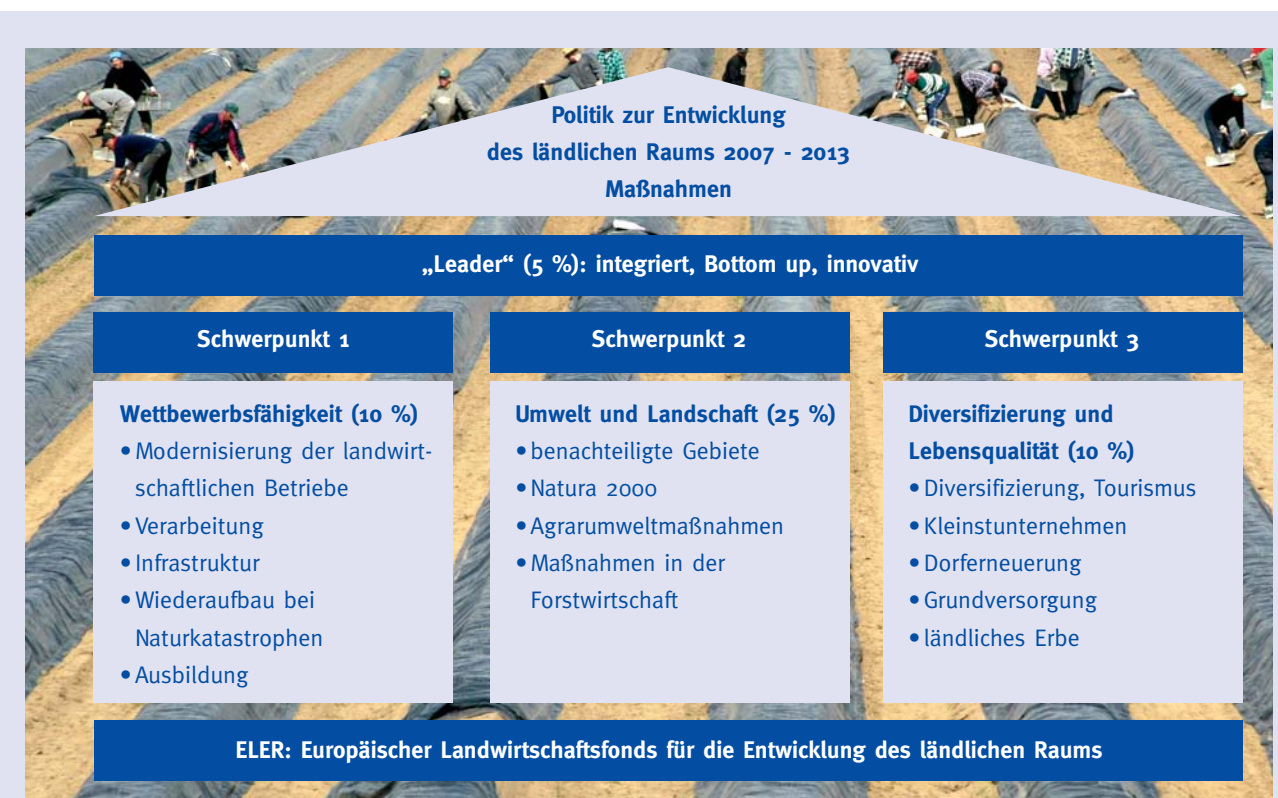 Politik zur Entwicklung
des ländlichen Raums 2007 - 2013
Maßnahmen
„Leader“ (5 %): integriert, Bottom up, innovativ
Schwerpunkt 1
Wettbewerbsfähigkeit (10 %)
• Modernisierung der landwirt-
schaftlichen Betriebe
• Verarbeitung
• Infrastruktur
• Wiederaufbau bei
Naturkatastrophen
• Ausbildung
Schwerpunkt 2
Umwelt und Landschaft (25 %)
• benachteiligte Gebiete
• Natura 2000
• Agrarumweltmaßnahmen
• Maßnahmen in der
Forstwirtschaft
Schwerpunkt 3
Diversifizierung und
Lebensqualität (10 %)
• Diversifizierung, Tourismus
• Kleinstunternehmen
• Dorferneuerung
• Grundversorgung
• ländliches Erbe
ELER: Europäischer Landwirtschaftsfonds für die Entwicklung des ländlichen Raums